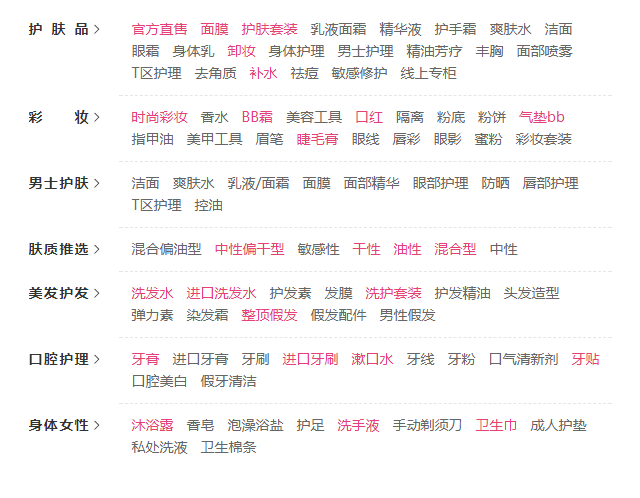 护 肤 品 > 官方直售 面膜 护肤套装 乳液面霜 精华液 护手霜 爽肤水 洁面
眼霜 身体乳 卸妆 身体护理 男士护理 精油芳疗 丰胸 面部喷雾
T区护理 去角质 补水 祛痘 敏感修护 线上专柜
彩 妆 > 时尚彩妆 香水 BB霜 美容工具 口红 隔离 粉底 粉饼 气垫bb
指甲油 美甲工具 眉笔 睫毛膏 眼线 唇彩 眼影 蜜粉 彩妆套装
男士护肤 > 洁面 爽肤水 乳液/面霜 面膜 面部精华 眼部护理 防晒 唇部护理
T区护理 控油
肤质推选 > 混合偏油型 中性偏干型 敏感性 干性 油性 混合型 中性
美发护发 > 洗发水 进口洗发水 护发素 发膜 洗护套装 护发精油 头发造型
弹力素 染发霜 整顶假发 假发配件 男性假发
口腔护理 > 牙膏 进口牙膏 牙刷 进口牙刷 漱口水 牙线 牙粉 口气清新剂 牙贴
口腔美白 假牙清洁
身体女性 > 沐浴露 香皂 泡澡浴盐 护足 洗手液 手动剃须刀 卫生巾 成人护垫
私处洗液 卫生棉条